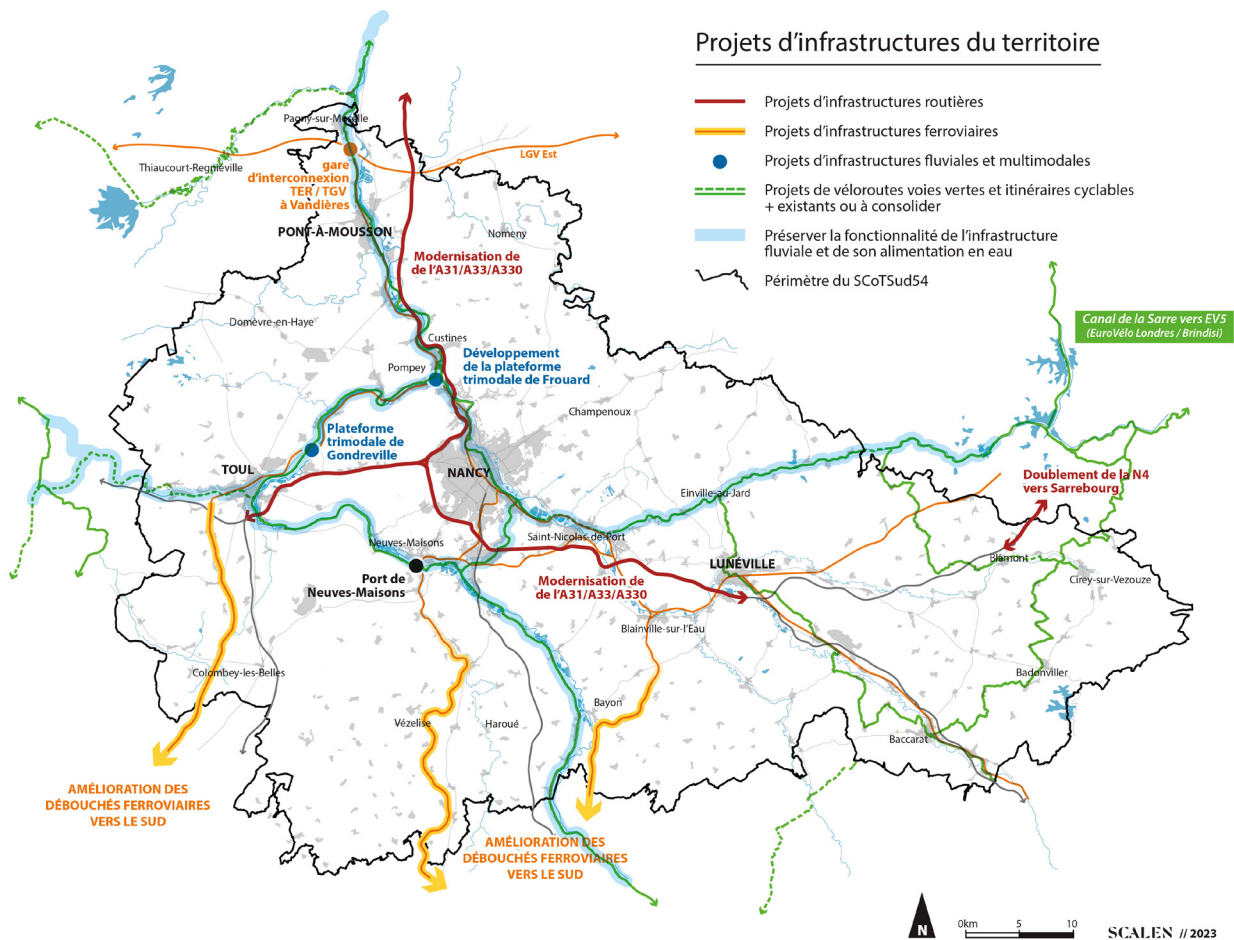 Projets d'infrastructures du territoire
Projets d'infrastructures routières
Projets d'infrastructures ferroviaires
Projets d'infrastructures fluviales et multimodales
Projets de véloroutes voies vertes et itinéraires cyclables
+ existants ou à consolider
Préserver la fonctionnalité de l'infrastructure
fluviale et de son alimentation en eau
Périmètre du SCoTSud54
Pagny-sur-Moselle
Thiaucourt-Regniéville
LGV Est
gare
d'interconnexion
TER / TGV
à Vandières
PONT-À-MOUSSON
Nomeny
Modernisation de
de l'A31/A33/A330
Domèvre-en-Haye
Custines
Canal de la Sarre vers EV5
(EuroVélo Londres / Brindisi)
Pompey
Développement
de la plateforme
trimodale de Frouard
Champenoux
Plateforme
trimodale de
Gondreville
TOUL
NANCY
Doublement de la N4
vers Sarrebourg
Einville-au-Jard
Neuves-Maisons
Saint-Nicolas-de-Port
Blâmont
LUNÉVILLE
Cirey-sur-Vezouze
Port de
Neuves-Maisons
Modernisation de
de l'A31/A33/A330
Blainville-sur-l'Eau
Colombey-les-Belles
Badonviller
Bayon
Vézelise
Haroué
Baccarat
AMÉLIORATION DES
DÉBOUCHÉS FERROVIAIRES
VERS LE SUD
AMÉLIORATION DES
DÉBOUCHÉS FERROVIAIRES
VERS LE SUD
N
0km 5 10
SCALEN // 2023